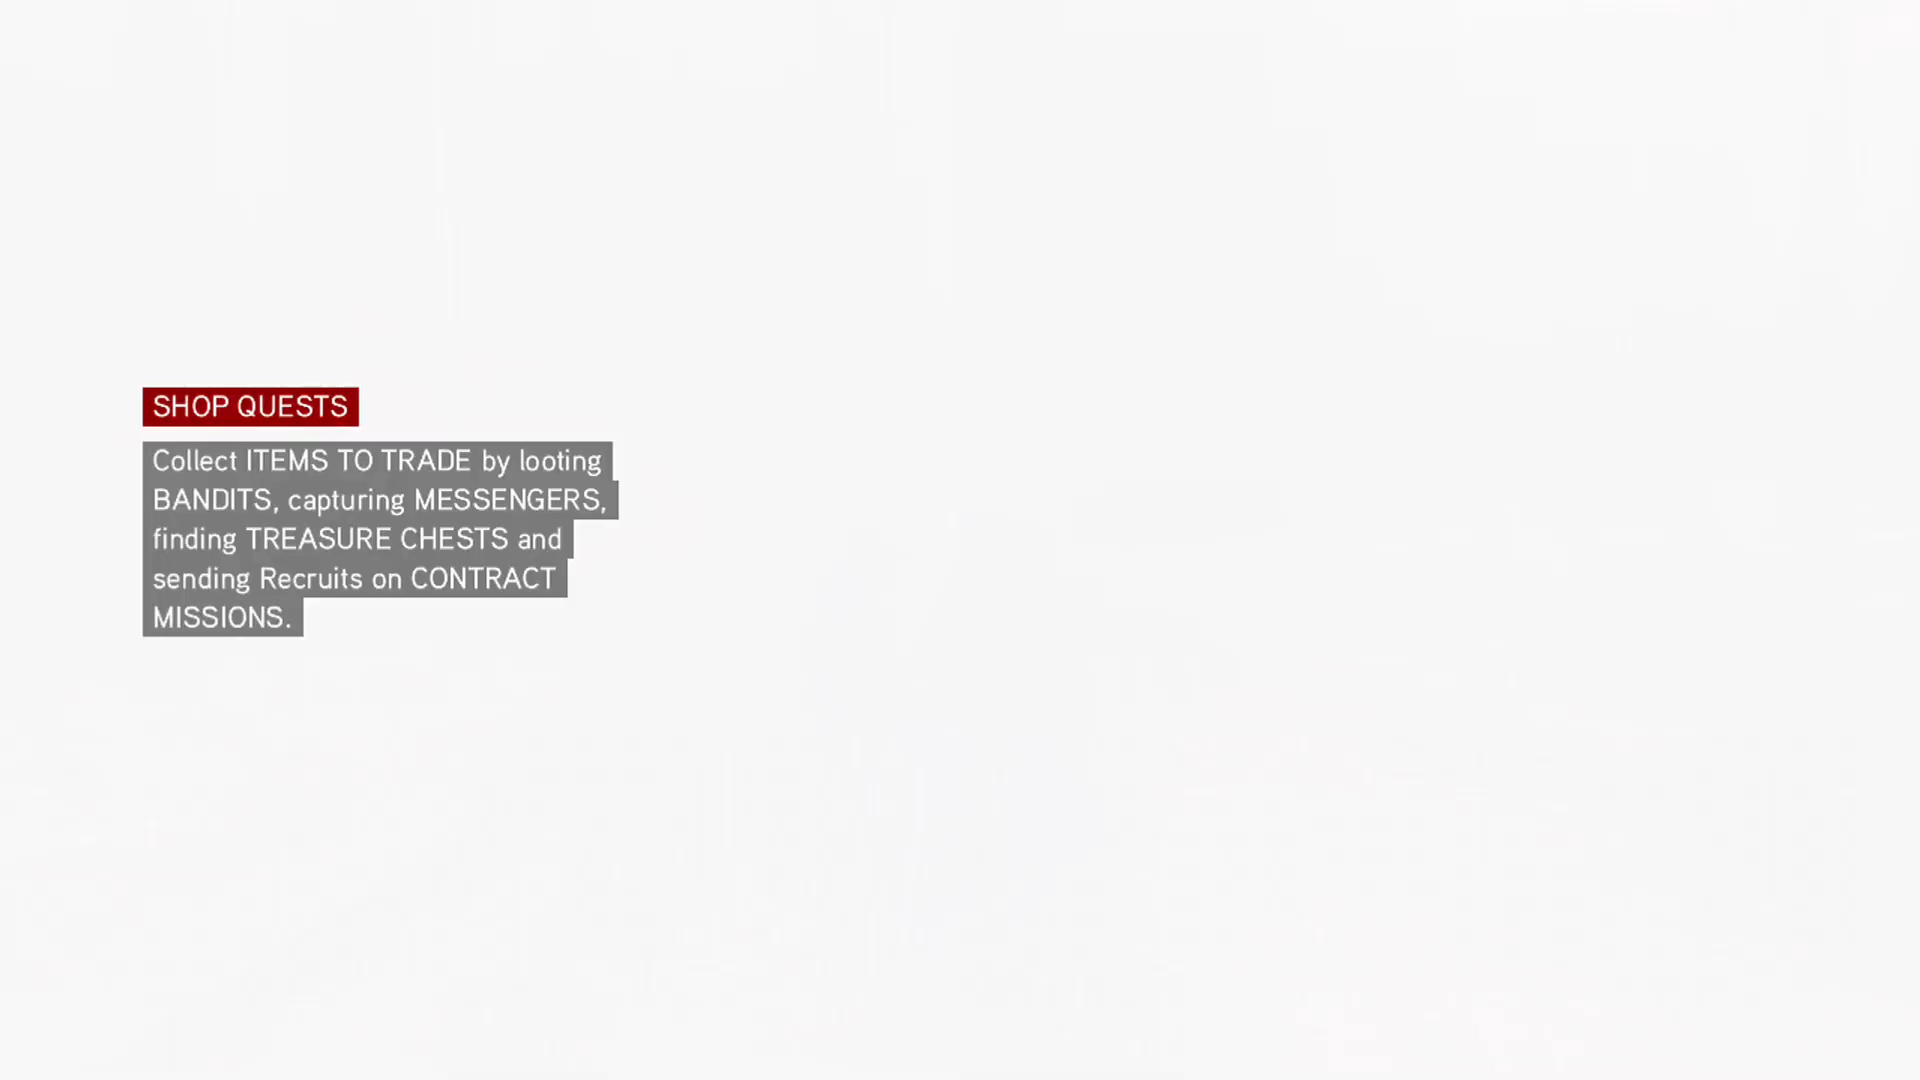 SHOP QUESTS
Collect ITEMS TO TRADE by looting
BANDITS, capturing MESSENGERS,
finding TREASURE CHESTS and
sending Recruits on CONTRACT
MISSIONS.